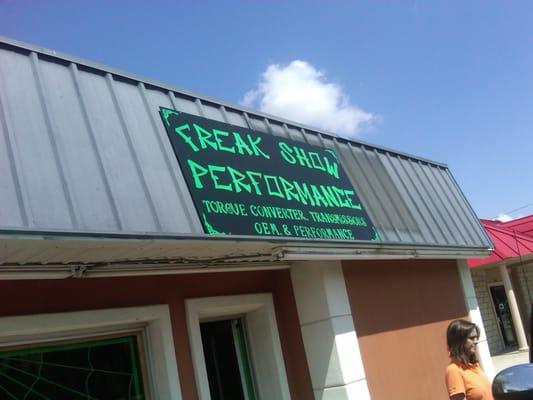 FREAK SHOW
PERFORMANCE
TORQUE CONVERTER, TRANSMISSIONS
OEM & PERFORMANCE